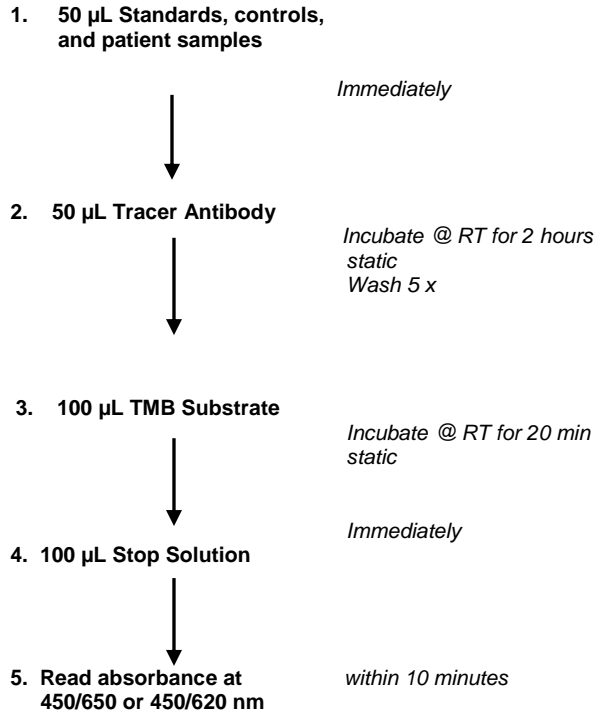 1. 50 µL Standards, controls,
and patient samples
Immediately
2. 50 µL Tracer Antibody
Incubate @ RT for 2 hours
static
Wash 5 x
3. 100 µL TMB Substrate
Incubate @ RT for 20 min
static
Immediately
4. 100 µL Stop Solution
5. Read absorbance at
450/650 or 450/620 nm
within 10 minutes